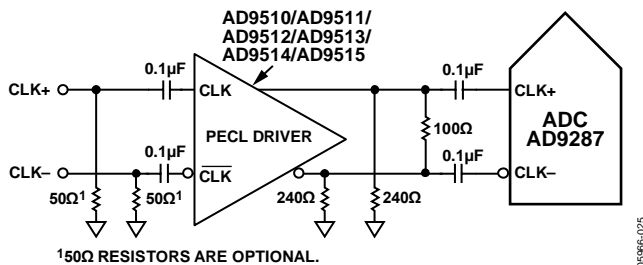 AD9510/AD9511/
AD9512/AD9513/
AD9514/AD9515
CLK+
0.1µF
CLK
0.1µF
CLK+
PECL DRIVER
100Ω
ADC
AD9287
CLK–
0.1µF
CLK
0.1µF
CLK–
50Ω1
50Ω1
240Ω
240Ω
150Ω RESISTORS ARE OPTIONAL.
05966-025